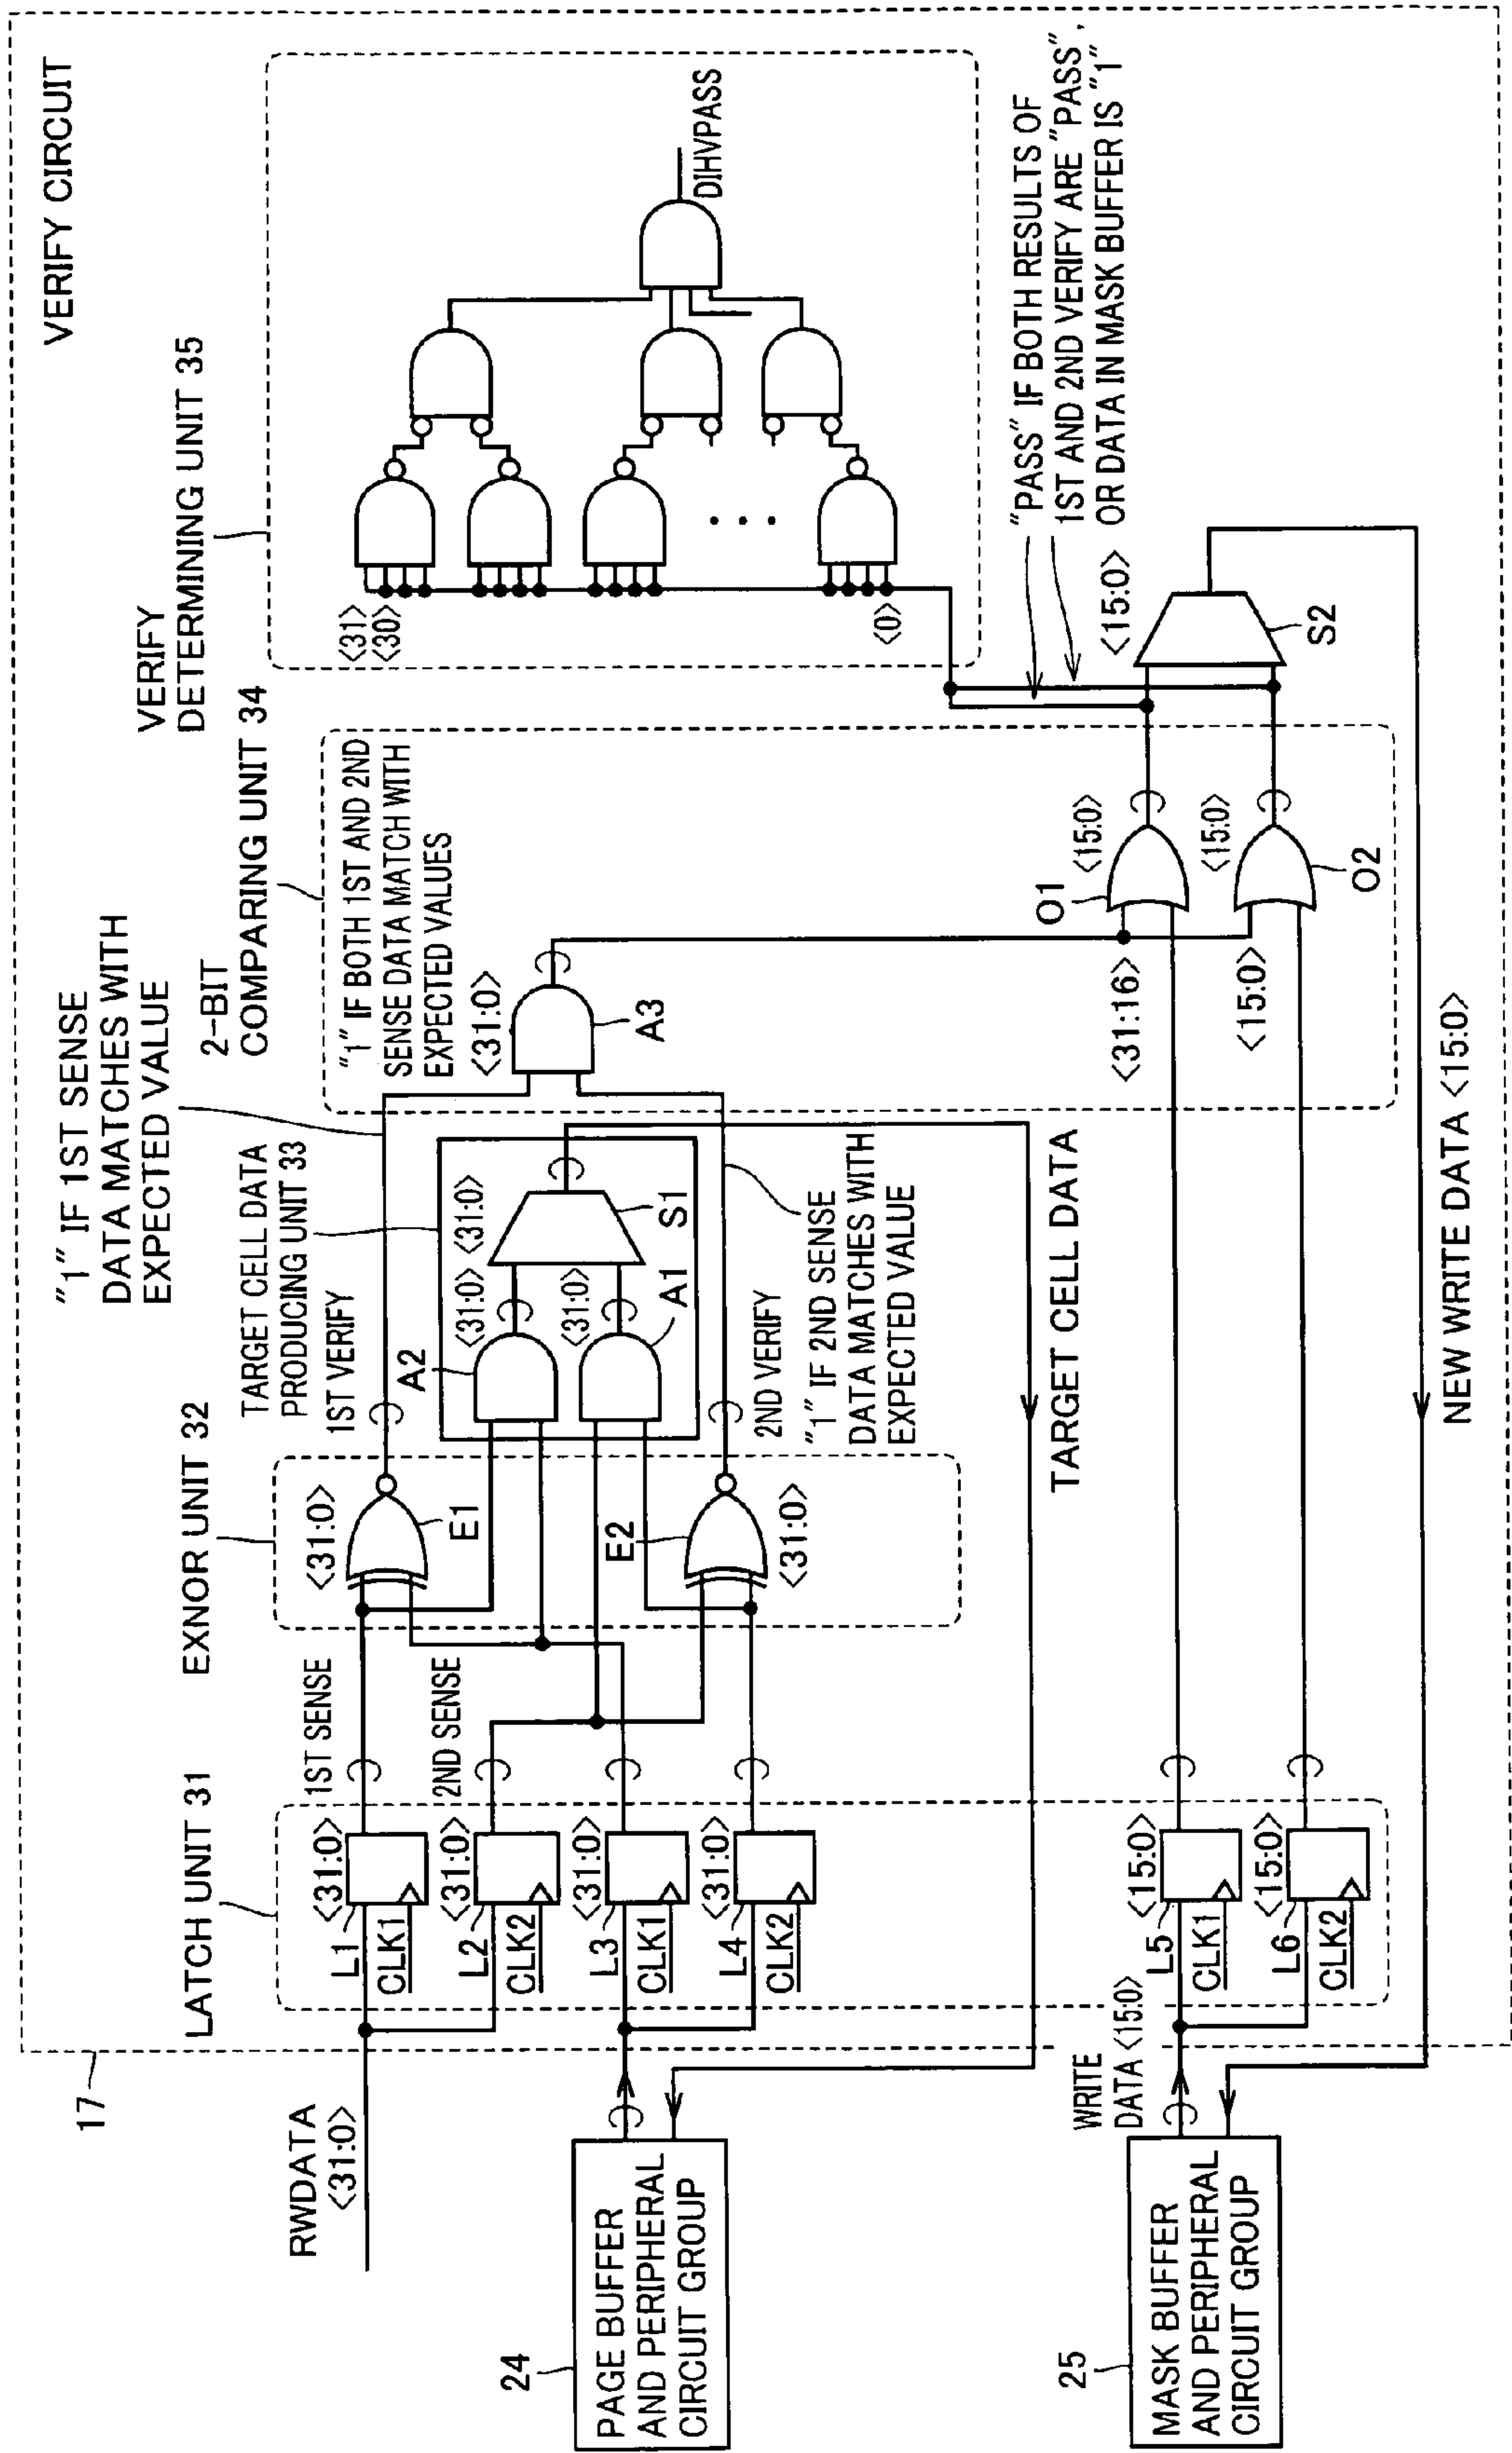 VERIFY CIRCUIT
17
VERIFY
DETERMINING UNIT 35
<31>
<30>
<0>
DIHVPASS
"PASS" IF BOTH RESULTS OF
1ST AND 2ND VERIFY ARE "PASS",
OR DATA IN MASK BUFFER IS "1"
2-BIT
COMPARING UNIT 34
"1" IF BOTH 1ST AND 2ND
SENSE DATA MATCH WITH
EXPECTED VALUES
<31:0>
A3
O1
<15:0>
<15:0>
O2
<31:16>
<15:0>
<15:0>
S2
"1" IF 1ST SENSE
DATA MATCHES WITH
EXPECTED VALUE
TARGET CELL DATA
PRODUCING UNIT 33
1ST VERIFY
A2
<31:0>
<31:0>
<31:0>
S1
A1
2ND VERIFY
"1" IF 2ND SENSE
DATA MATCHES WITH
EXPECTED VALUE
EXNOR UNIT 32
<31:0>
E1
E2
<31:0>
LATCH UNIT 31
1ST SENSE
2ND SENSE
<31:0>
L1
CLK1
<31:0>
L2
CLK2
<31:0>
L3
CLK1
<31:0>
L4
CLK2
<15:0>
L5
CLK1
<15:0>
L6
CLK2
RWDATA
<31:0>
24
PAGE BUFFER
AND PERIPHERAL
CIRCUIT GROUP
TARGET CELL DATA
WRITE
DATA <15:0>
25
MASK BUFFER
AND PERIPHERAL
CIRCUIT GROUP
NEW WRITE DATA <15:0>